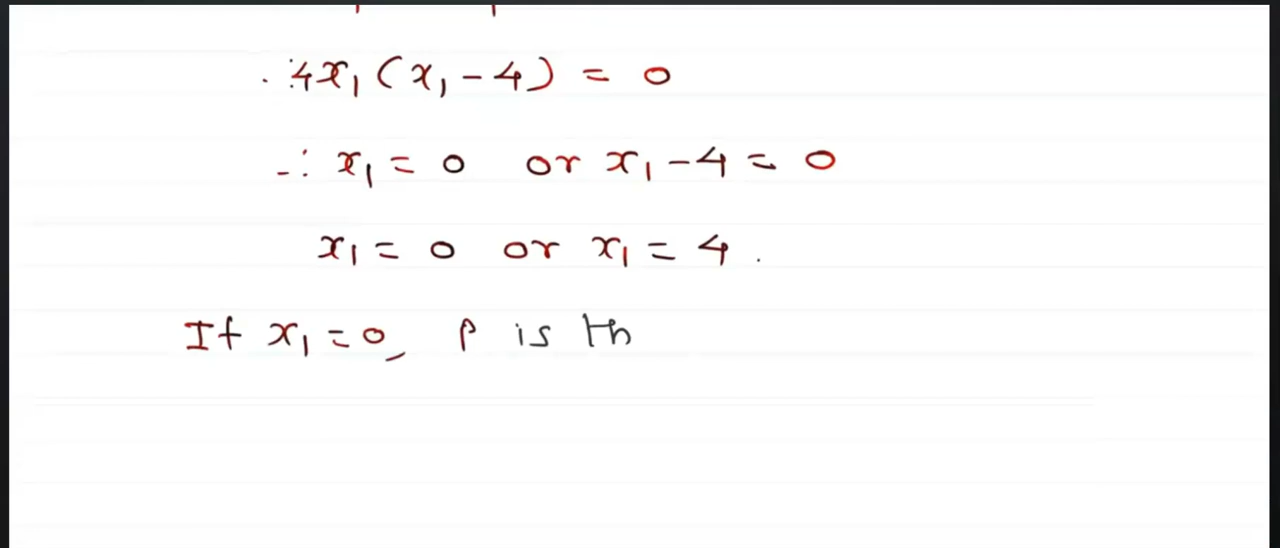 ∴ 4x₁(x₁ - 4) = 0
∴ x₁ = 0 or x₁ - 4 = 0
x₁ = 0 or x₁ = 4.
If x₁ = 0, P is th